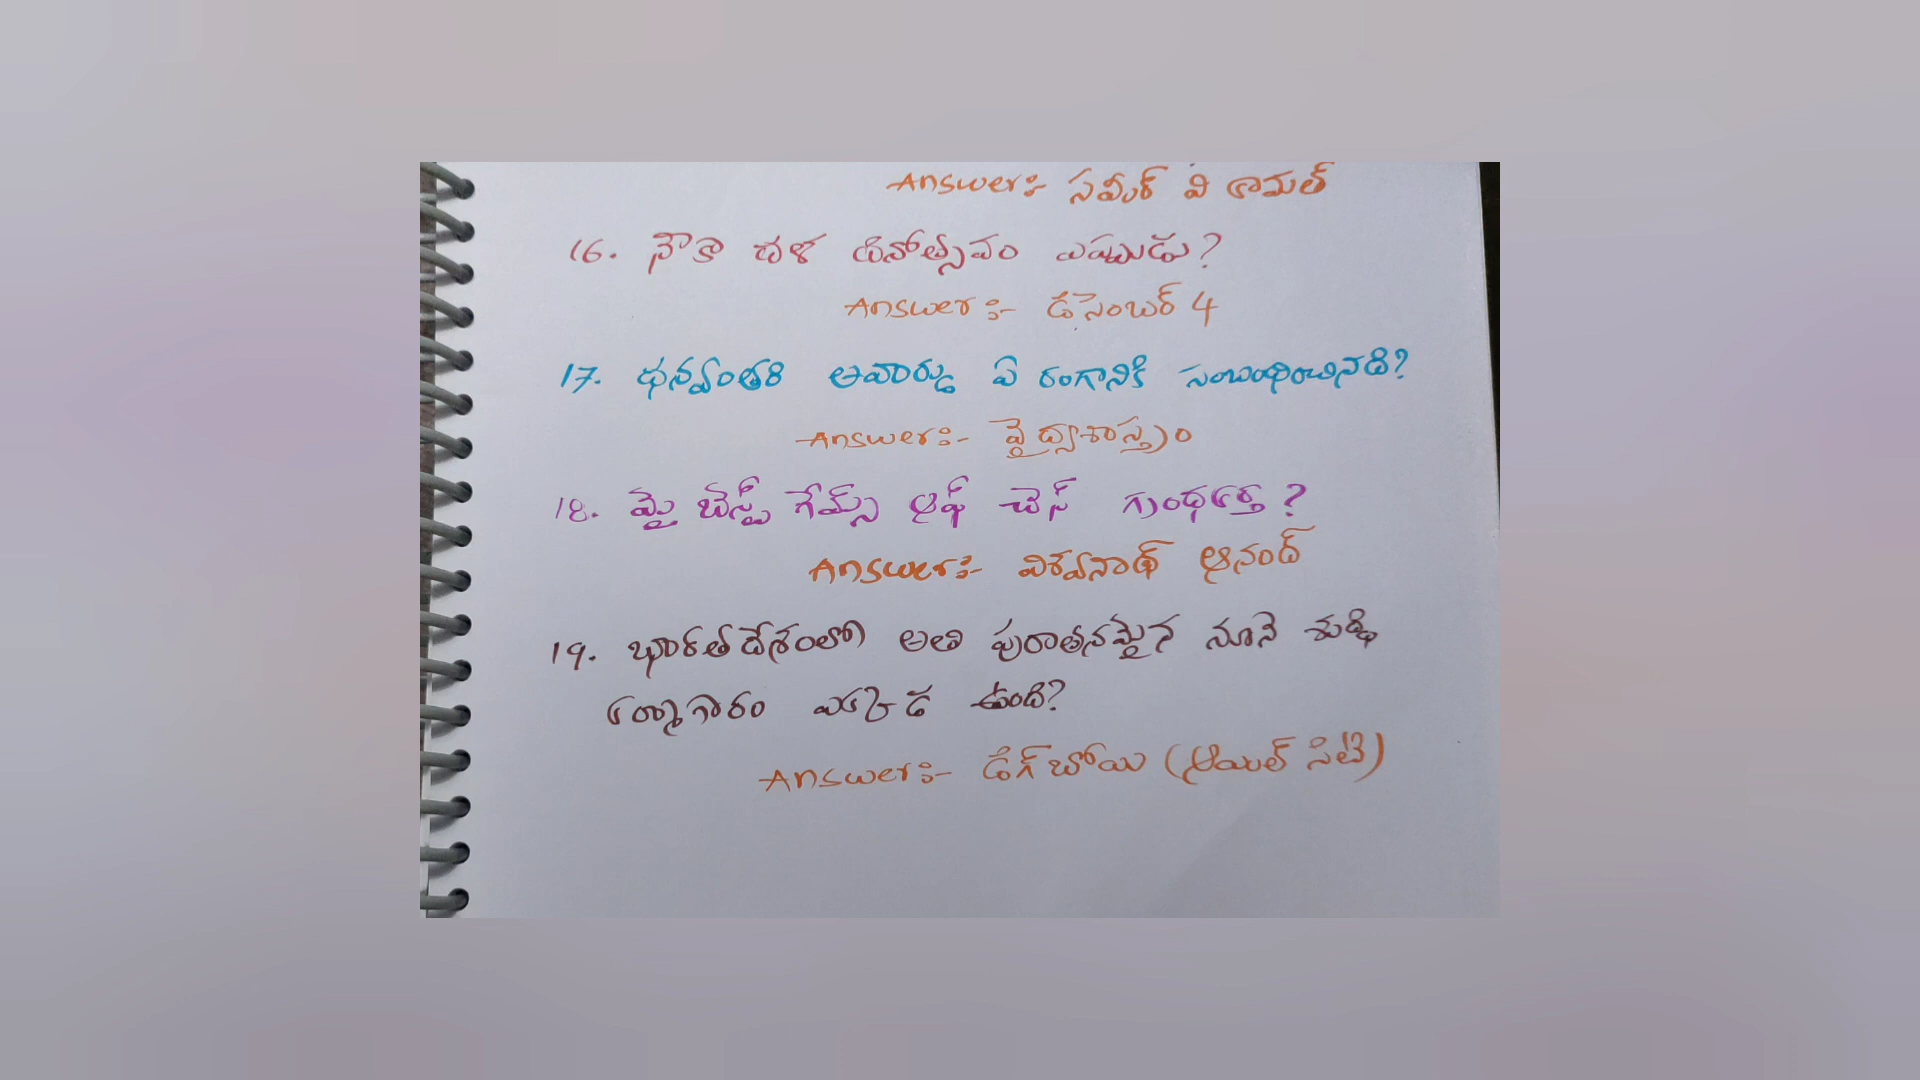 Answer:- సమీర్ వి కామత్
16. నౌకా దళ దినోత్సవం ఎప్పుడు?
Answer:- డిసెంబర్ 4
17. ధన్వంతరి అవార్డు ఏ రంగానికి సంబంధించినది?
Answer:- వైద్యశాస్త్రం
18. మై బెస్ట్ గేమ్స్ ఆఫ్ చెస్ గ్రంథకర్త?
Answer:- విశ్వనాథ్ ఆనంద్
19. భారతదేశంలో అతి పురాతనమైన నూనె శుద్ధి
కర్మాగారం ఎక్కడ ఉంది?
Answer:- డిగ్‌బోయి (ఆయిల్ సిటి)